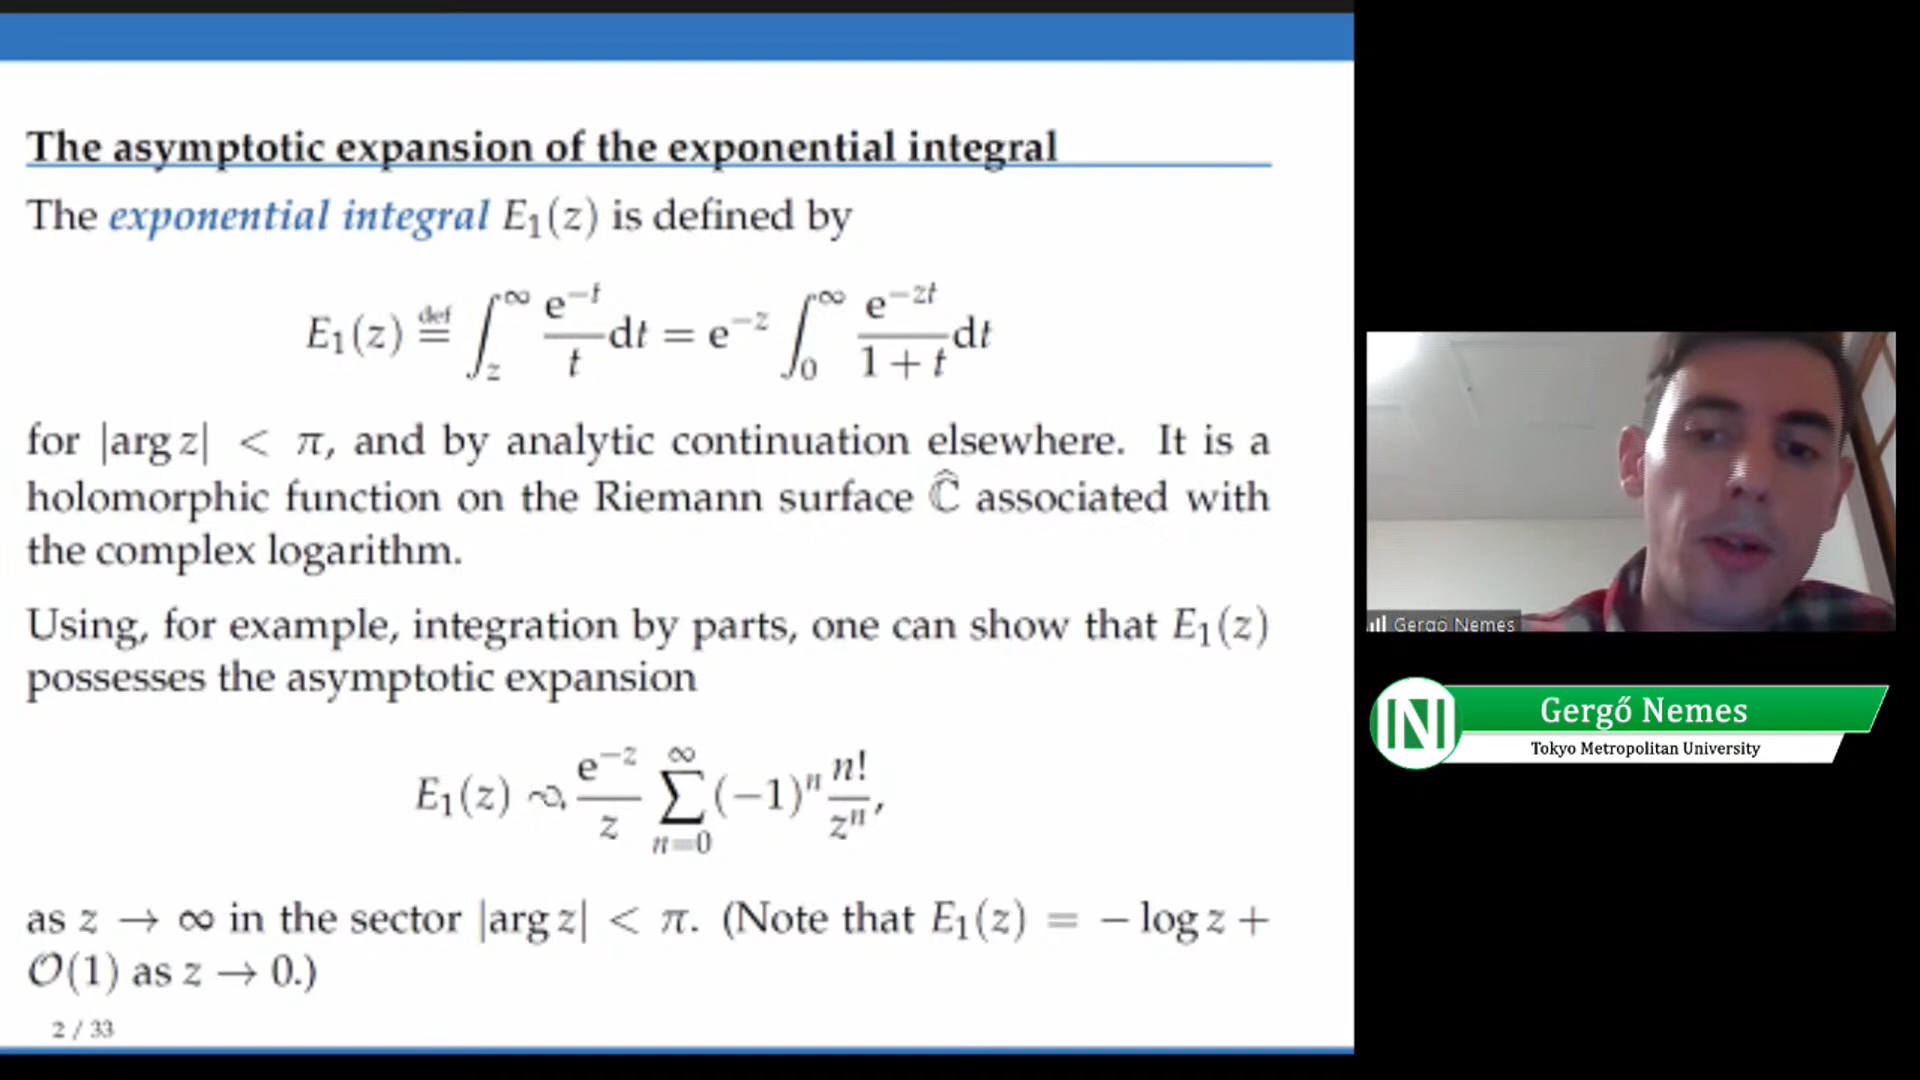 The asymptotic expansion of the exponential integral
The exponential integral E₁(z) is defined by
E₁(z) ≝ ∫_z^∞ e^{−t}/t dt = e^{−z} ∫_0^∞ e^{−zt}/(1+t) dt
for |arg z| < π, and by analytic continuation elsewhere. It is a
holomorphic function on the Riemann surface Ĉ associated with
the complex logarithm.
Using, for example, integration by parts, one can show that E₁(z)
possesses the asymptotic expansion
E₁(z) ∼ e^{−z}/z ∑_{n=0}^∞ (−1)^n n!/z^n,
as z → ∞ in the sector |arg z| < π. (Note that E₁(z) = − log z +
O(1) as z → 0.)
2 / 33
Gergő Nemes
INI
Gergő Nemes
Tokyo Metropolitan University